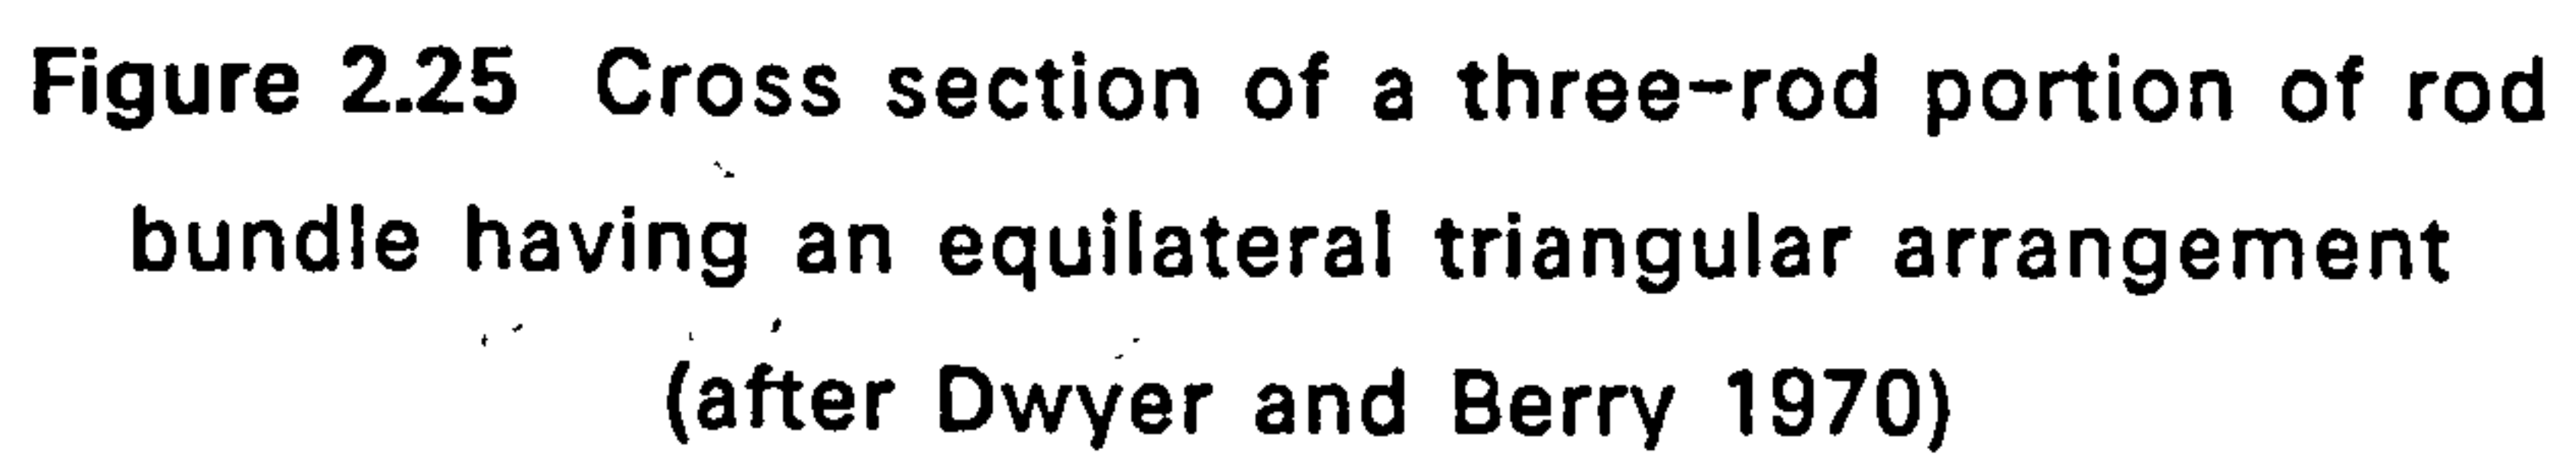 Figure 2.25 Cross section of a three-rod portion of rod
bundle having an equilateral triangular arrangement
(after Dwyer and Berry 1970)